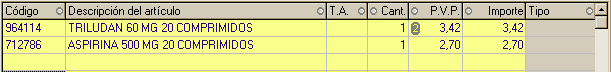 Código Descripción del artículo T.A. Cant. P.V.P. Importe Tipo
964114 TRILUDAN 60 MG 20 COMPRIMIDOS 1 2 3,42 3,42
712786 ASPIRINA 500 MG 20 COMPRIMIDOS 1 2,70 2,70